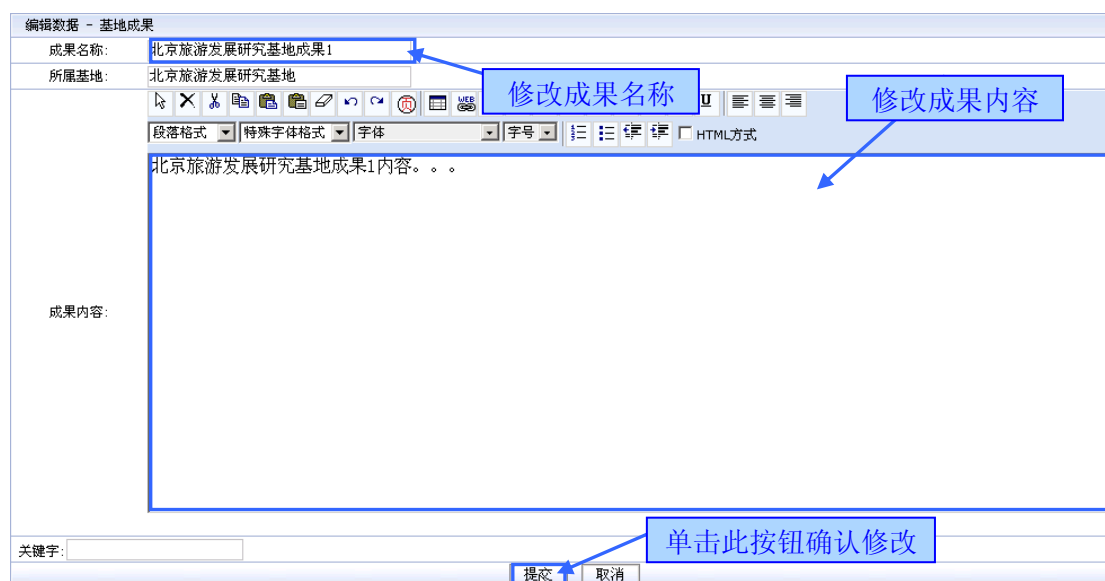 编辑数据 - 基地成果
成果名称: 北京旅游发展研究基地成果1
所属基地: 北京旅游发展研究基地
修改成果名称
修改成果内容
WEB U
段落格式 特殊字体格式 字体 字号 HTML方式
北京旅游发展研究基地成果1内容。。。
成果内容:
关键字:
单击此按钮确认修改
提交 取消